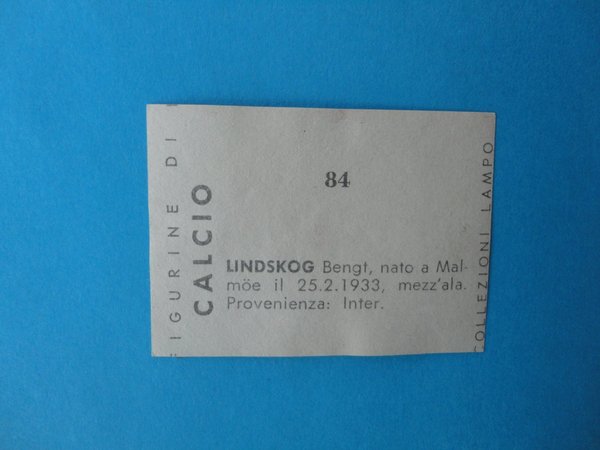 FIGURINE DI
CALCIO
84
LINDSKOG Bengt, nato a Mal-
möe il 25.2.1933, mezz'ala.
Provenienza: Inter.
COLLEZIONI LAMPO